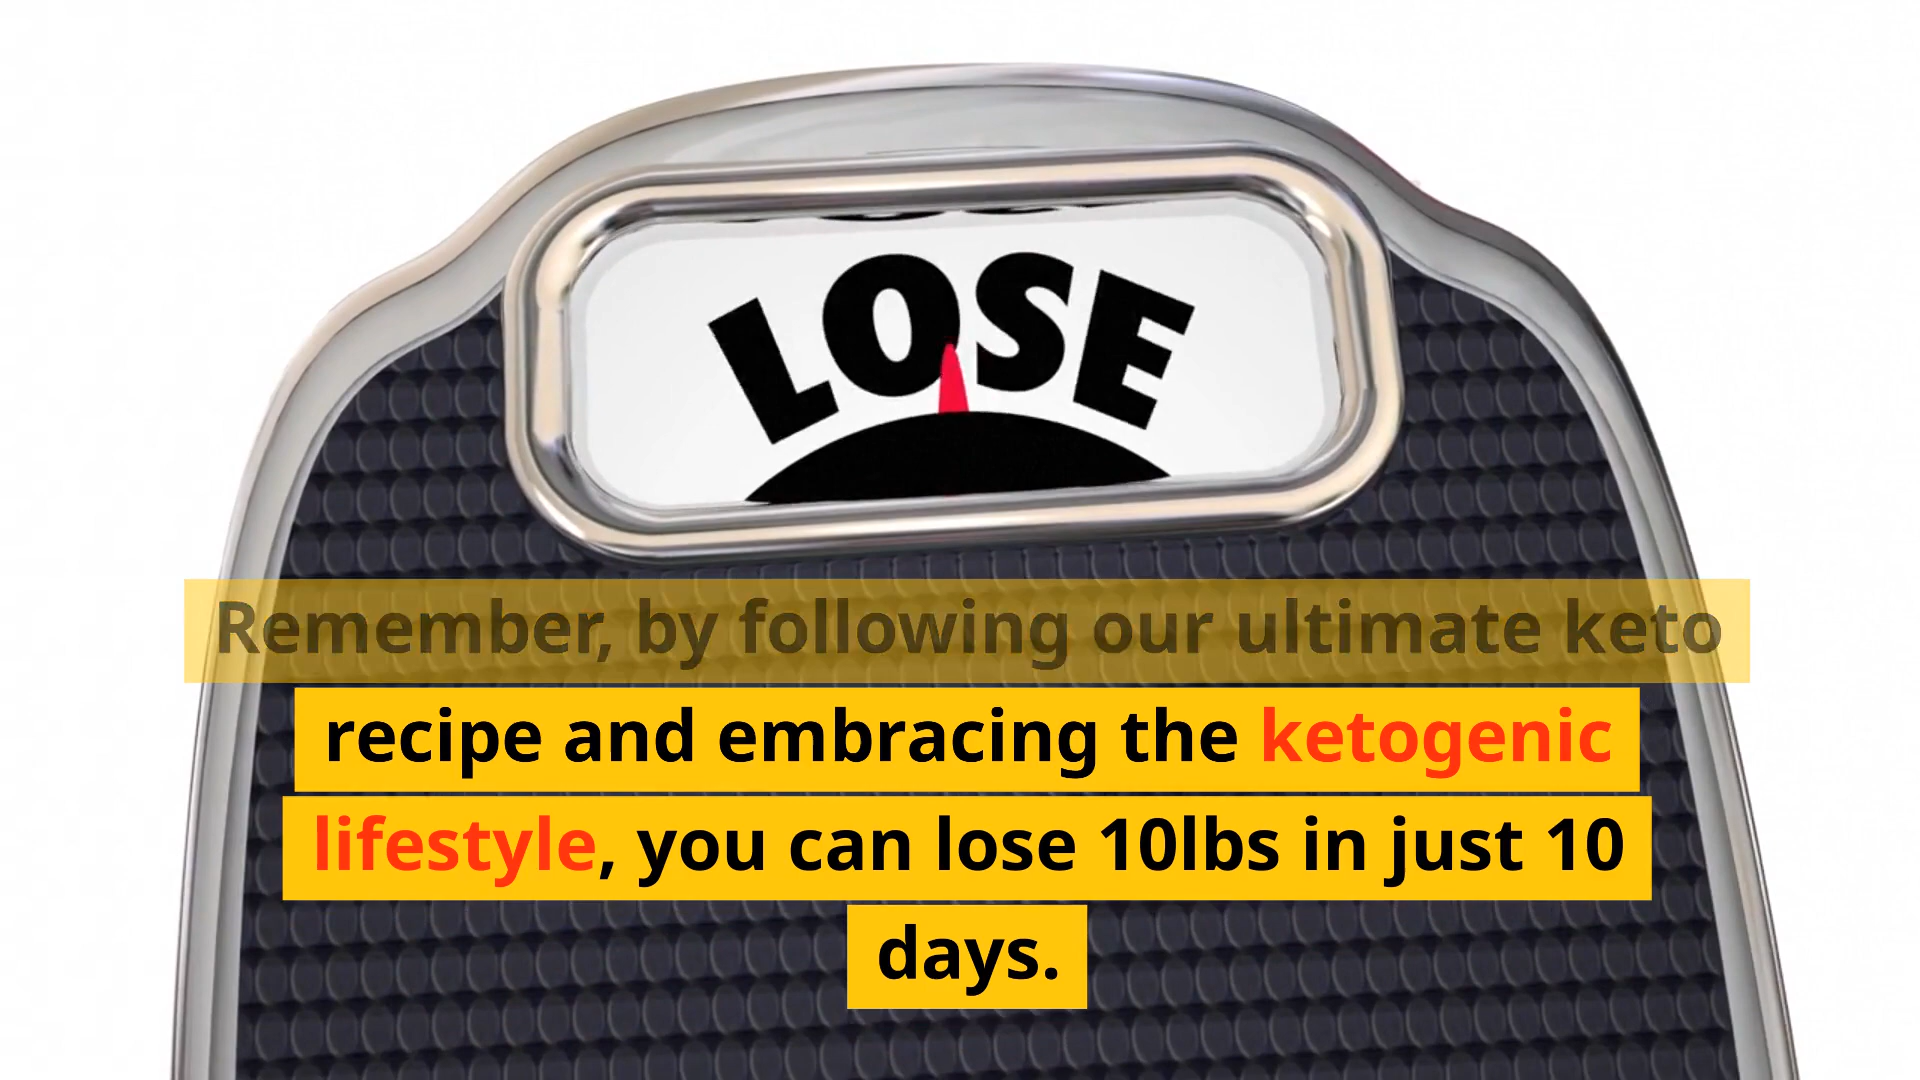 LOSE
Remember, by following our ultimate keto
recipe and embracing the ketogenic
lifestyle, you can lose 10lbs in just 10
days.